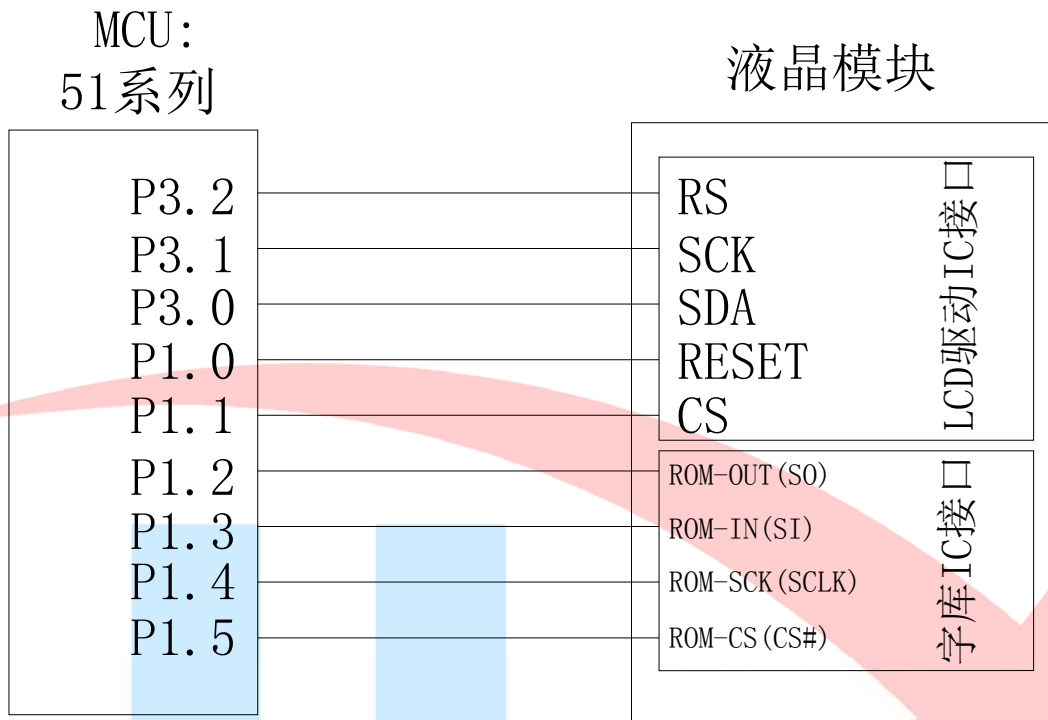 MCU:
51系列
液晶模块
P3.2
P3.1
P3.0
P1.0
P1.1
P1.2
P1.3
P1.4
P1.5
RS
SCK
SDA
RESET
CS
LCD驱动IC接口
ROM-OUT(SO)
ROM-IN(SI)
ROM-SCK(SCLK)
ROM-CS(CS#)
字库IC接口